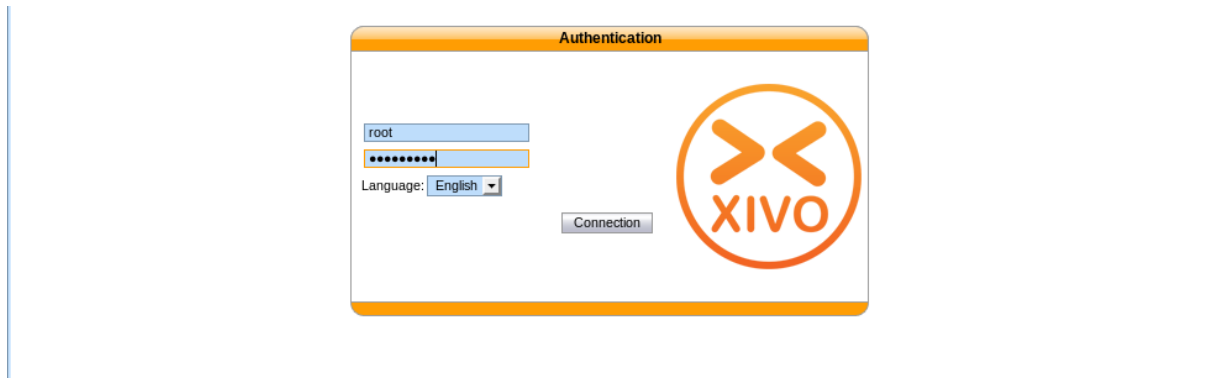 Authentication
root
•••••••••
Language: English
Connection
XIVO